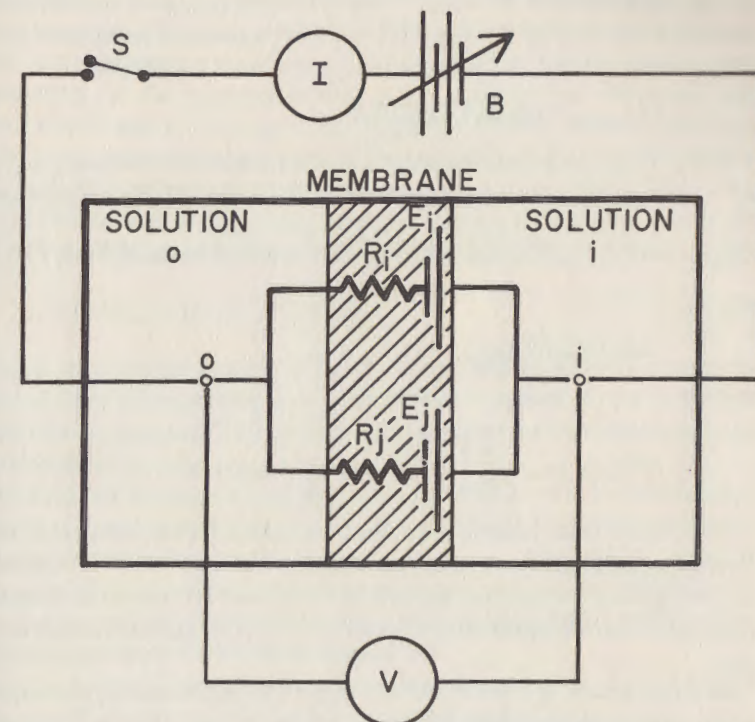 S
I
B
MEMBRANE
SOLUTION
o
SOLUTION
i
Ei
Ri
o
i
Ej
Rj
V